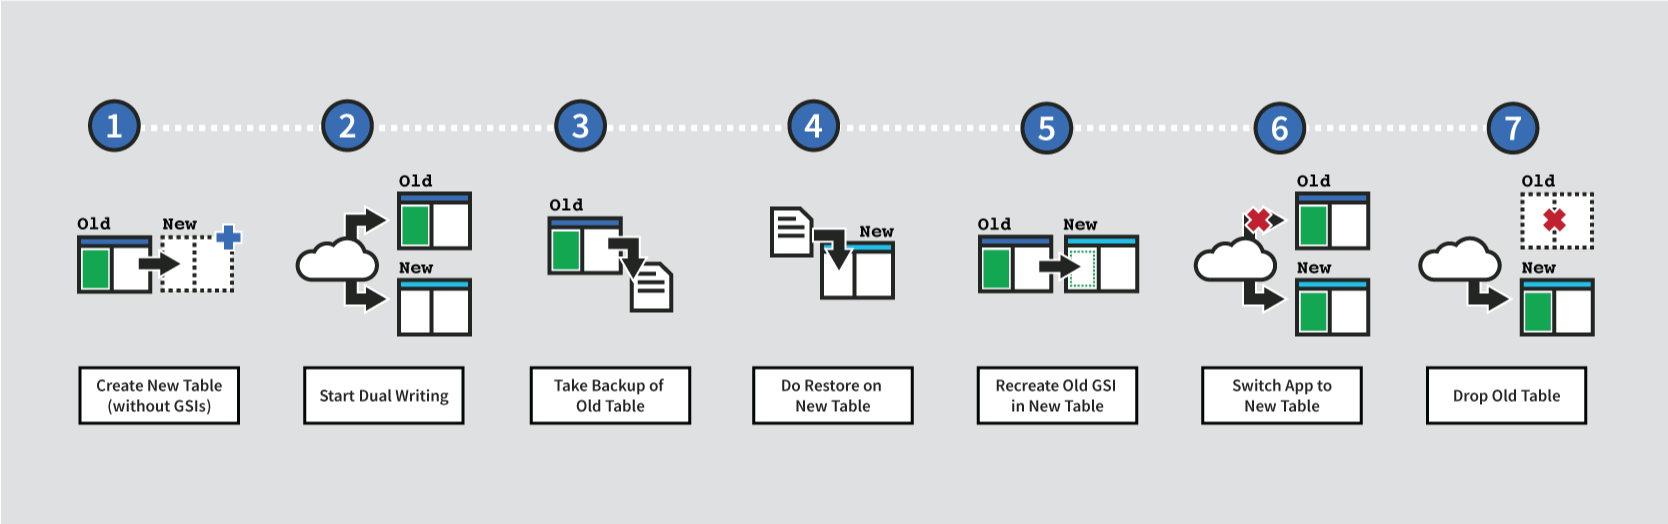 1
2
3
4
5
6
7
Old
New
Old
New
Old
New
Old
New
Old
New
Old
New
Create New Table
(without GSIs)
Start Dual Writing
Take Backup of
Old Table
Do Restore on
New Table
Recreate Old GSI
in New Table
Switch App to
New Table
Drop Old Table